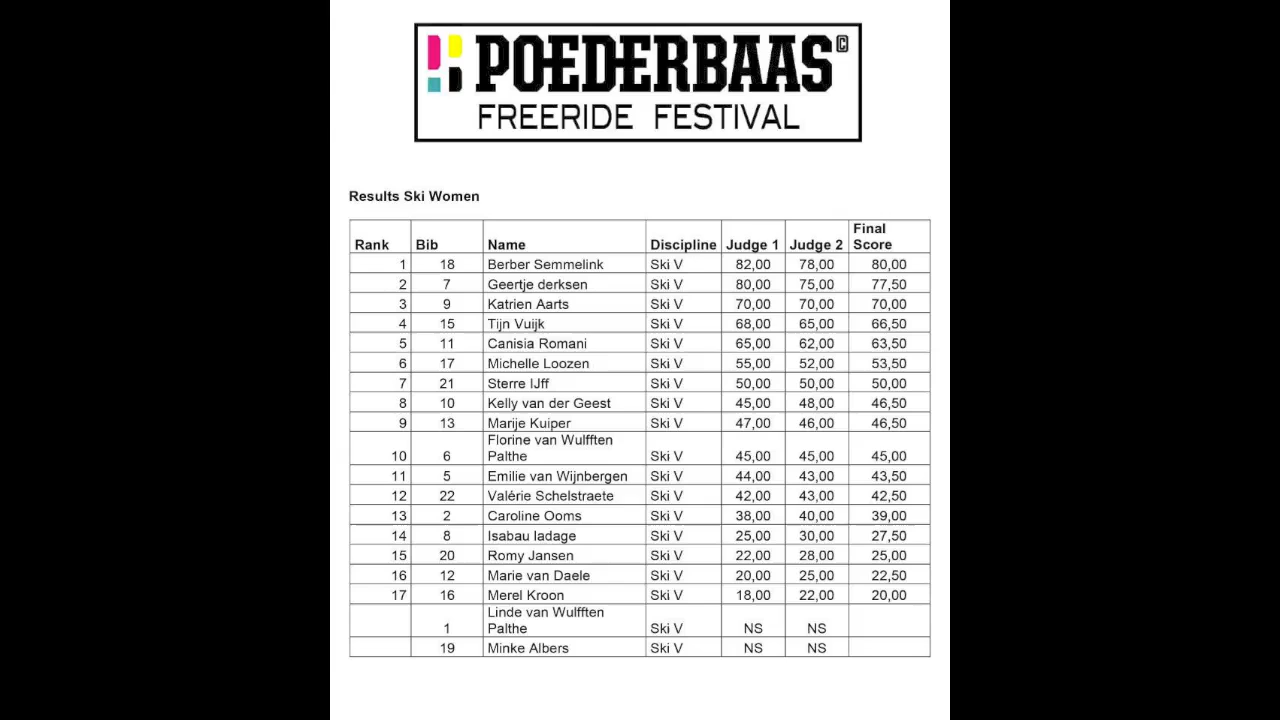 POEDERBAAS©
FREERIDE FESTIVAL
Results Ski Women
Rank Bib Name Discipline Judge 1 Judge 2 Final Score
1 18 Berber Semmelink Ski V 82,00 78,00 80,00
2 7 Geertje derksen Ski V 80,00 75,00 77,50
3 9 Katrien Aarts Ski V 70,00 70,00 70,00
4 15 Tijn Vuijk Ski V 68,00 65,00 66,50
5 11 Canisia Romani Ski V 65,00 62,00 63,50
6 17 Michelle Loozen Ski V 55,00 52,00 53,50
7 21 Sterre IJff Ski V 50,00 50,00 50,00
8 10 Kelly van der Geest Ski V 45,00 48,00 46,50
9 13 Marije Kuiper Ski V 47,00 46,00 46,50
10 6 Florine van Wulfften Palthe Ski V 45,00 45,00 45,00
11 5 Emilie van Wijnbergen Ski V 44,00 43,00 43,50
12 22 Valérie Schelstraete Ski V 42,00 43,00 42,50
13 2 Caroline Ooms Ski V 38,00 40,00 39,00
14 8 Isabau ladage Ski V 25,00 30,00 27,50
15 20 Romy Jansen Ski V 22,00 28,00 25,00
16 12 Marie van Daele Ski V 20,00 25,00 22,50
17 16 Merel Kroon Ski V 18,00 22,00 20,00
1 Linde van Wulfften Palthe Ski V NS NS
19 Minke Albers Ski V NS NS